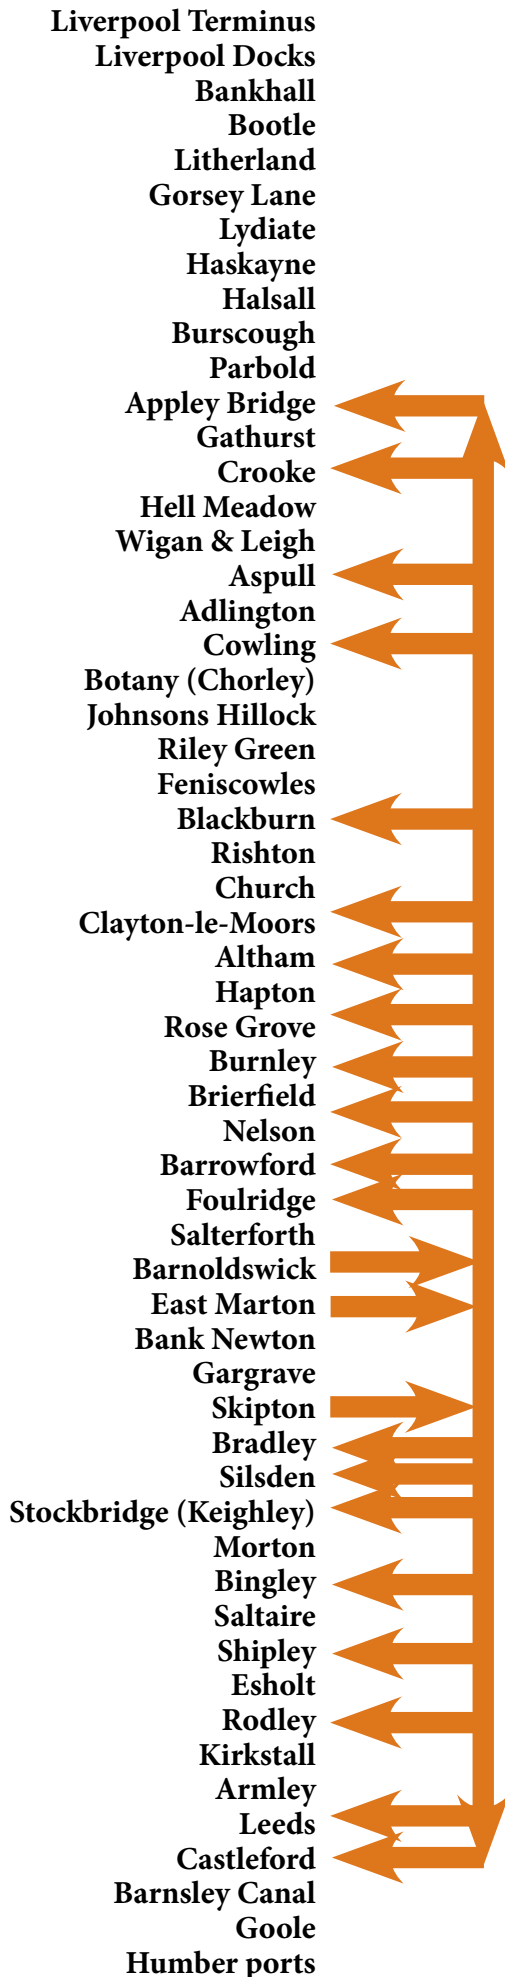 Liverpool Terminus
Liverpool Docks
Bankhall
Bootle
Litherland
Gorsey Lane
Lydiate
Haskayne
Halsall
Burscough
Parbold
Appley Bridge
Gathurst
Crooke
Hell Meadow
Wigan & Leigh
Aspull
Adlington
Cowling
Botany (Chorley)
Johnsons Hillock
Riley Green
Feniscowles
Blackburn
Rishton
Church
Clayton-le-Moors
Altham
Hapton
Rose Grove
Burnley
Brierfield
Nelson
Barrowford
Foulridge
Salterforth
Barnoldswick
East Marton
Bank Newton
Gargrave
Skipton
Bradley
Silsden
Stockbridge (Keighley)
Morton
Bingley
Saltaire
Shipley
Esholt
Rodley
Kirkstall
Armley
Leeds
Castleford
Barnsley Canal
Goole
Humber ports